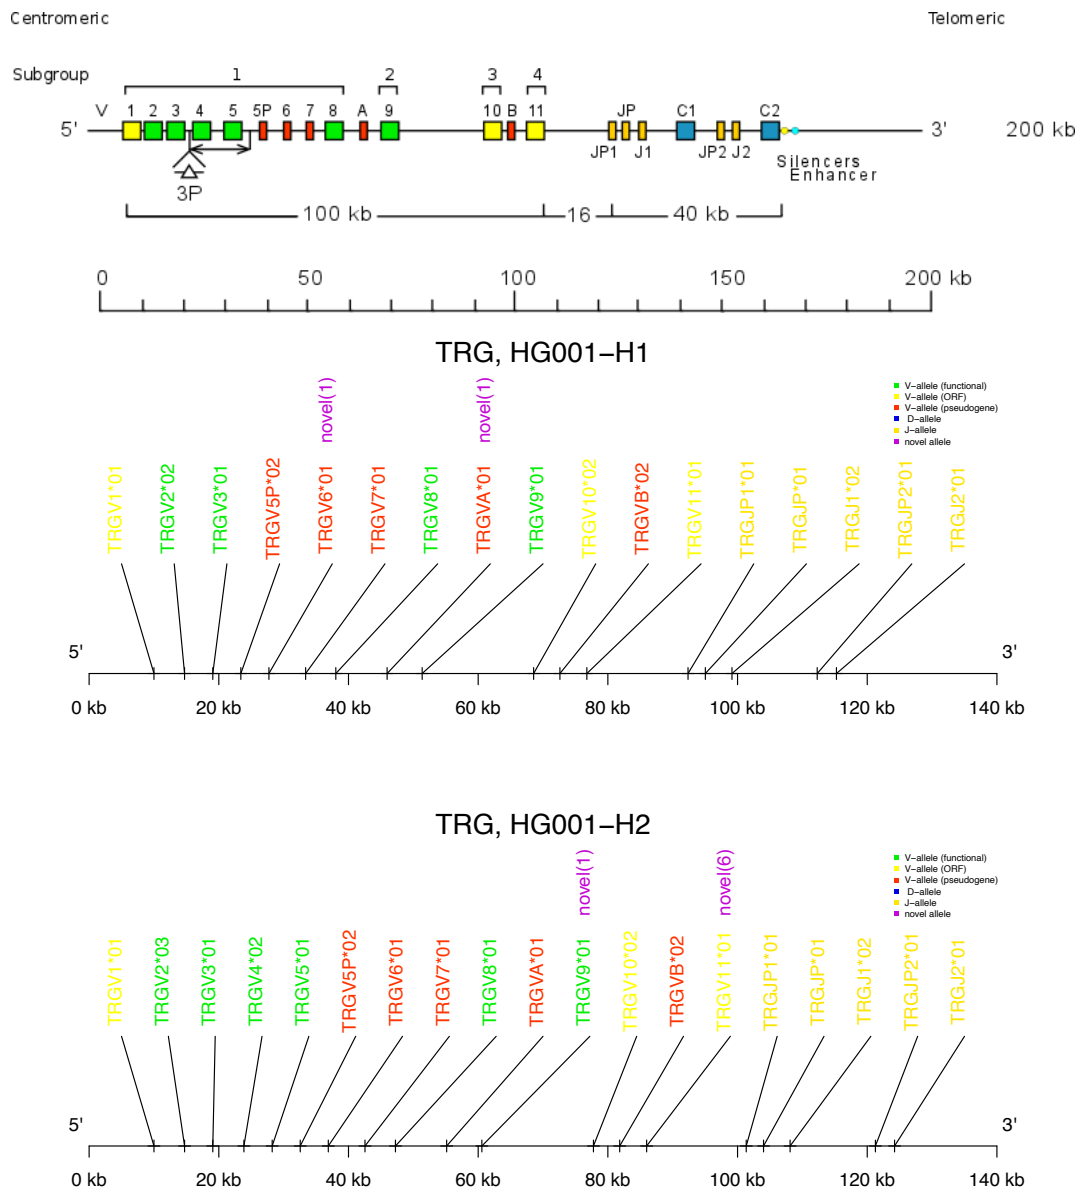 Centromeric Telomeric
Subgroup 1 2 3 4
V 1 2 3 4 5 5P 6 7 8 A 9 10 B 11 JP C1 C2
5' 3' 200 kb
JP1 J1 JP2 J2
Silencers
Enhancer
3P
100 kb 16 40 kb
0 50 100 150 200 kb
TRG, HG001−H1
novel(1) novel(1)
V−allele (functional)
V−allele (ORF)
V−allele (pseudogene)
D−allele
J−allele
novel allele
TRGV1*01 TRGV2*02 TRGV3*01 TRGV5P*02 TRGV6*01 TRGV7*01 TRGV8*01 TRGVA*01 TRGV9*01 TRGV10*02 TRGVB*02 TRGV11*01 TRGJP1*01 TRGJP*01 TRGJ1*02 TRGJP2*01 TRGJ2*01
5' 3'
0 kb 20 kb 40 kb 60 kb 80 kb 100 kb 120 kb 140 kb
TRG, HG001−H2
novel(1) novel(6)
V−allele (functional)
V−allele (ORF)
V−allele (pseudogene)
D−allele
J−allele
novel allele
TRGV1*01 TRGV2*03 TRGV3*01 TRGV4*02 TRGV5*01 TRGV5P*02 TRGV6*01 TRGV7*01 TRGV8*01 TRGVA*01 TRGV9*01 TRGV10*02 TRGVB*02 TRGV11*01 TRGJP1*01 TRGJP*01 TRGJ1*02 TRGJP2*01 TRGJ2*01
5' 3'
0 kb 20 kb 40 kb 60 kb 80 kb 100 kb 120 kb 140 kb